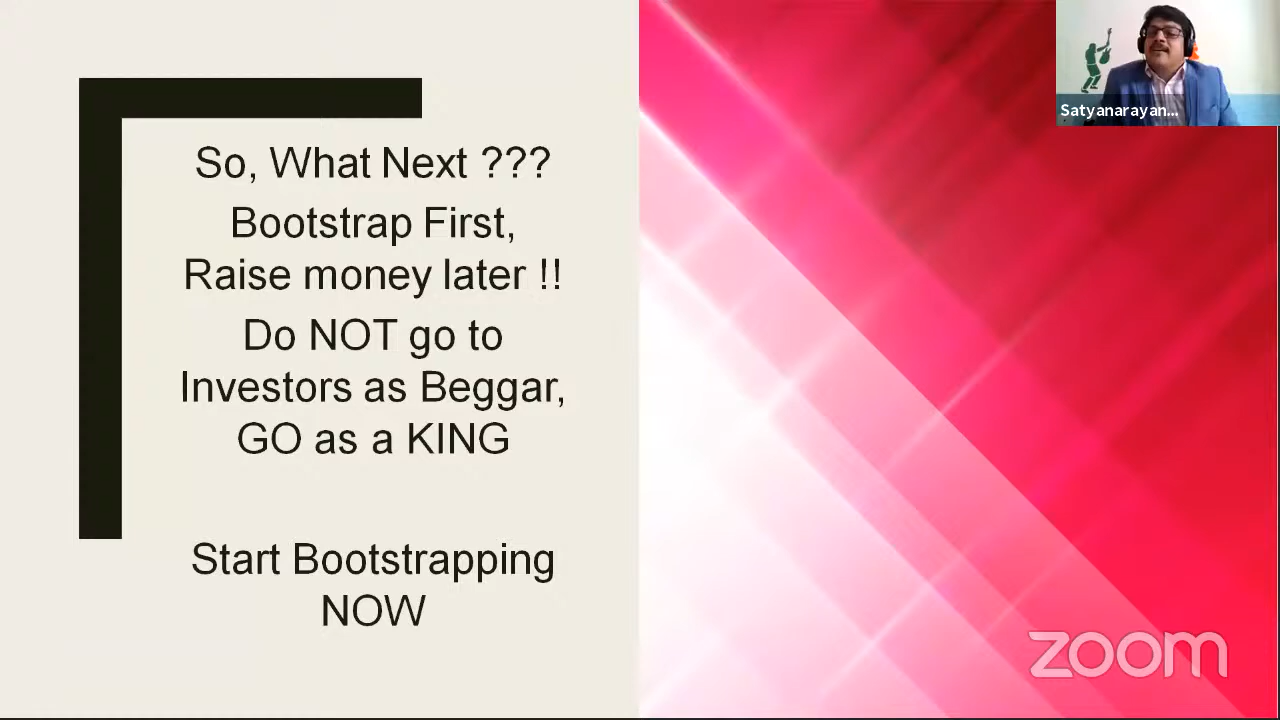 So, What Next ???
Bootstrap First,
Raise money later !!
Do NOT go to
Investors as Beggar,
GO as a KING
Start Bootstrapping
NOW
Satyanarayan...
zoom